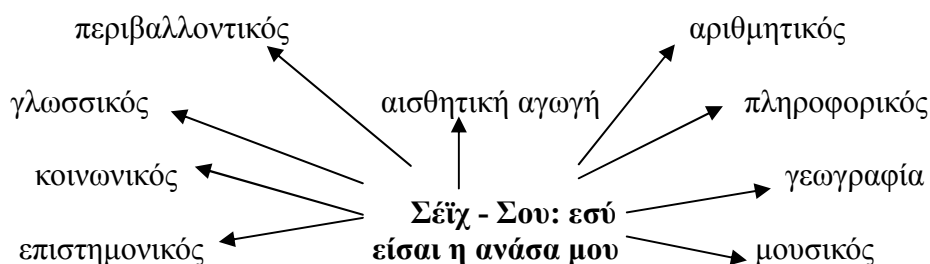 περιβαλλοντικός αριθμητικός
γλωσσικός αισθητική αγωγή πληροφορικός
κοινωνικός γεωγραφία
Σέϊχ - Σου: εσύ
επιστημονικός είσαι η ανάσα μου μουσικός